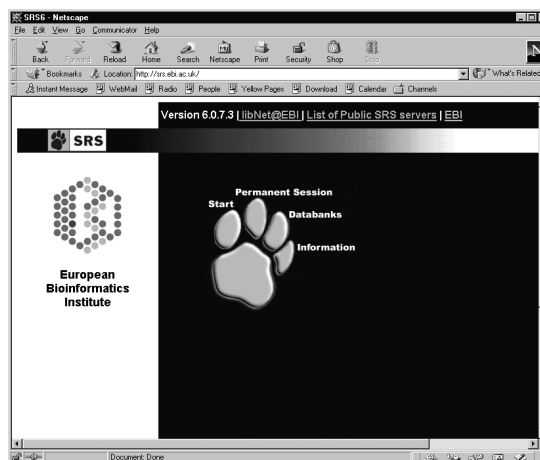 SRS6 - Netscape
File Edit View Go Communicator Help
Back Forward Reload Home Search Netscape Print Security Shop Stop
Bookmarks Location: http://srs.ebi.ac.uk/ What's Related
Instant Message WebMail Radio People Yellow Pages Download Calendar Channels
Version 6.0.7.3 | libNet@EBI | List of Public SRS servers | EBI
SRS
Permanent Session
Start
Databanks
Information
European
Bioinformatics
Institute
Document: Done